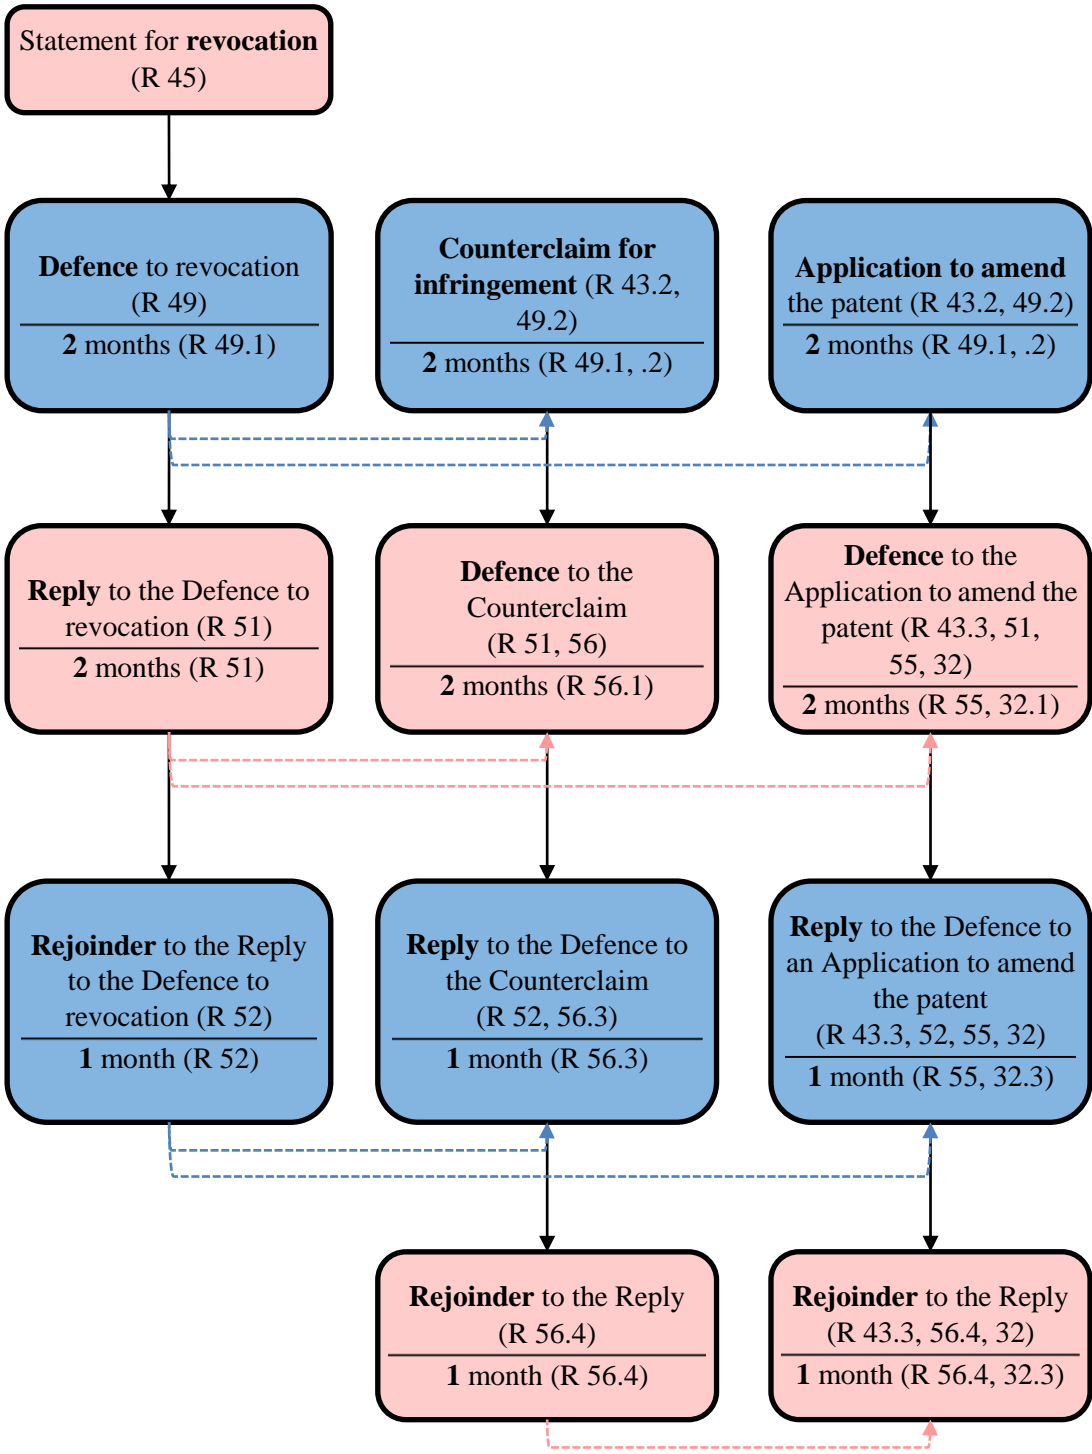 Statement for revocation
(R 45)
Defence to revocation
(R 49)
2 months (R 49.1)
Counterclaim for
infringement (R 43.2,
49.2)
2 months (R 49.1, .2)
Application to amend
the patent (R 43.2, 49.2)
2 months (R 49.1, .2)
Reply to the Defence to
revocation (R 51)
2 months (R 51)
Defence to the
Counterclaim
(R 51, 56)
2 months (R 56.1)
Defence to the
Application to amend the
patent (R 43.3, 51,
55, 32)
2 months (R 55, 32.1)
Rejoinder to the Reply
to the Defence to
revocation (R 52)
1 month (R 52)
Reply to the Defence to
the Counterclaim
(R 52, 56.3)
1 month (R 56.3)
Reply to the Defence to
an Application to amend
the patent
(R 43.3, 52, 55, 32)
1 month (R 55, 32.3)
Rejoinder to the Reply
(R 56.4)
1 month (R 56.4)
Rejoinder to the Reply
(R 43.3, 56.4, 32)
1 month (R 56.4, 32.3)